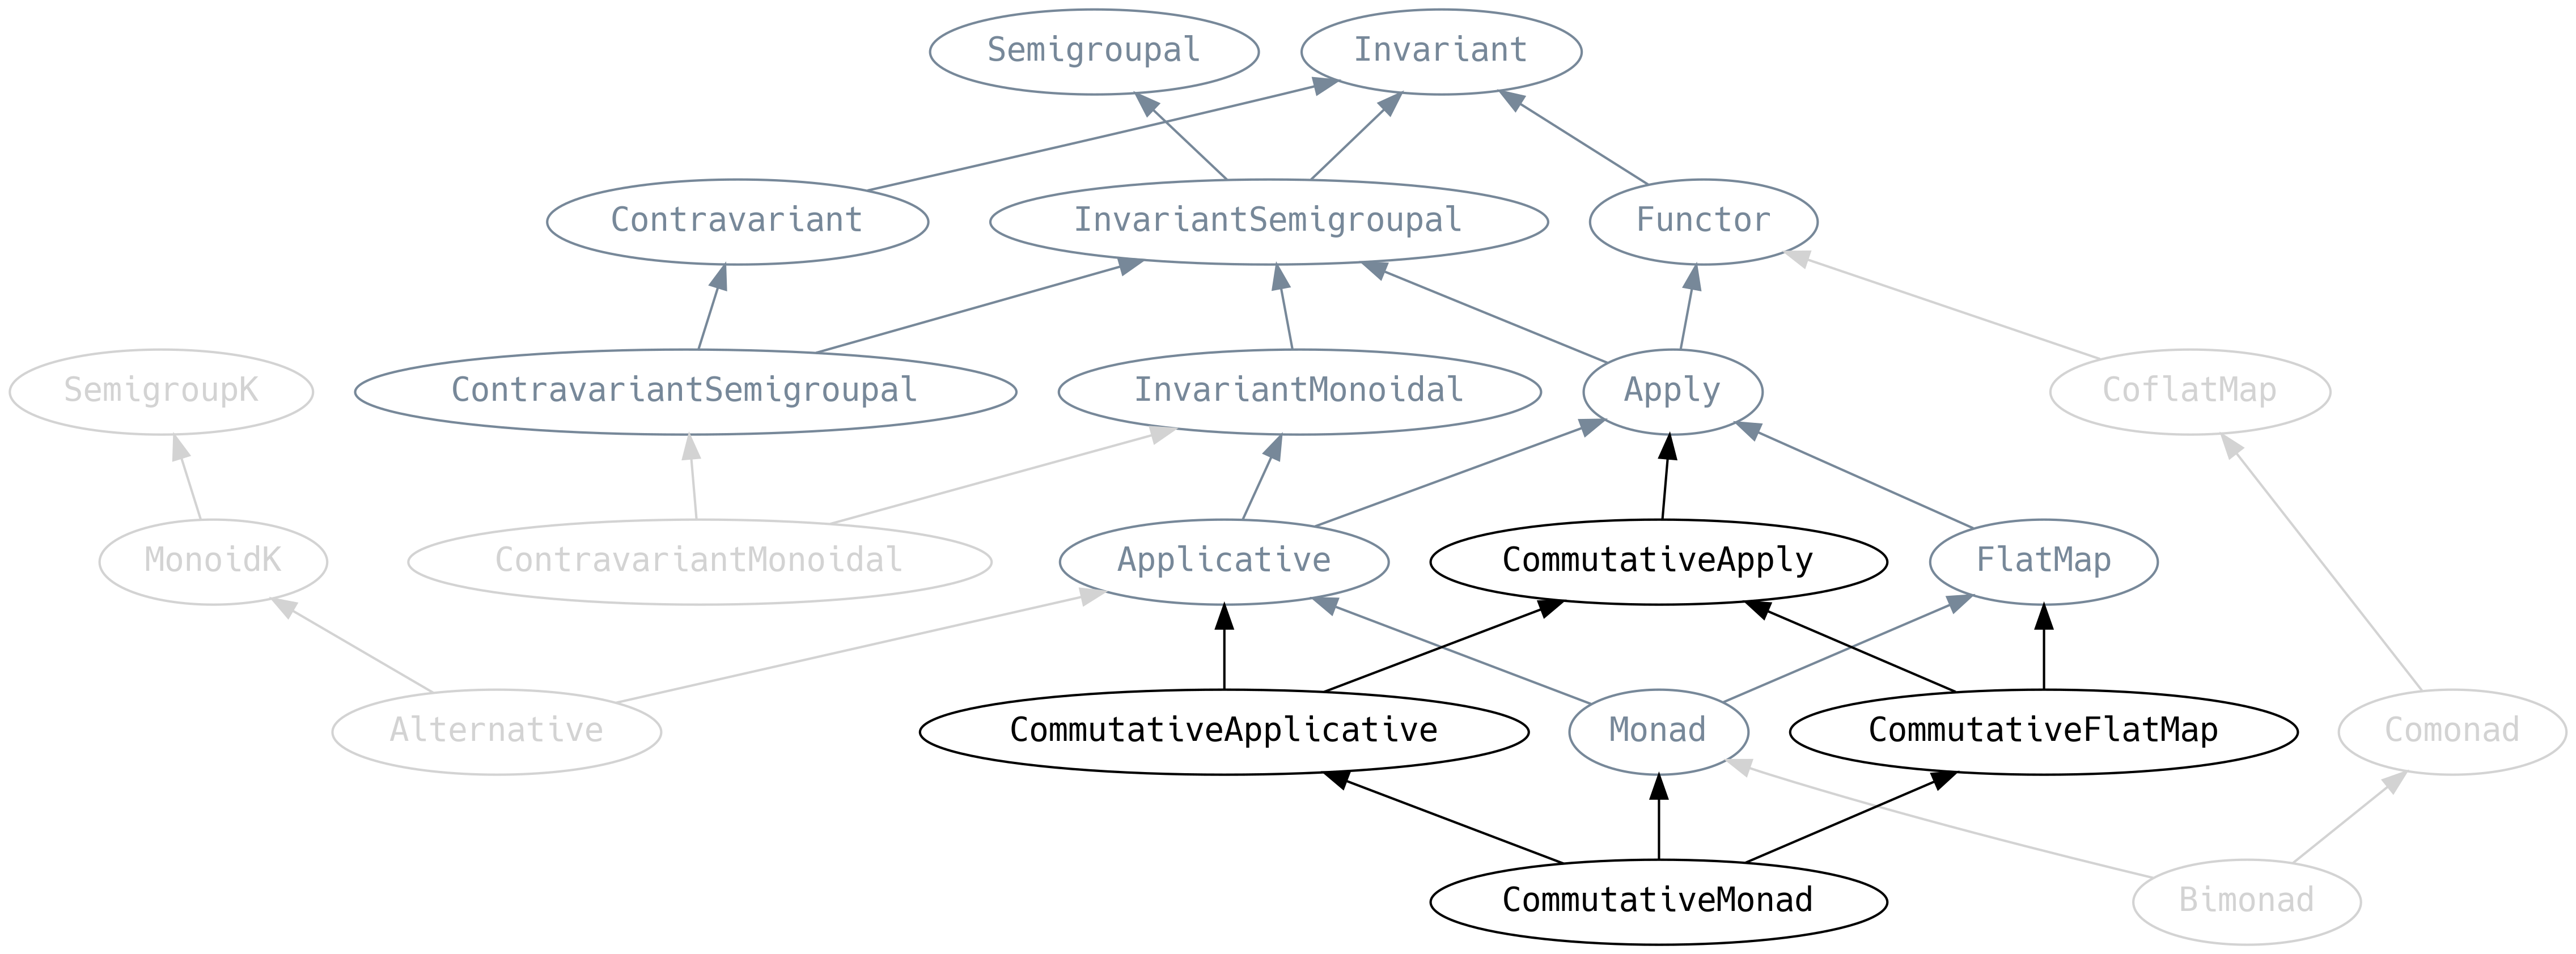 Semigroupal
Invariant
Contravariant
InvariantSemigroupal
Functor
SemigroupK
ContravariantSemigroupal
InvariantMonoidal
Apply
CoflatMap
MonoidK
ContravariantMonoidal
Applicative
CommutativeApply
FlatMap
Alternative
CommutativeApplicative
Monad
CommutativeFlatMap
Comonad
CommutativeMonad
Bimonad